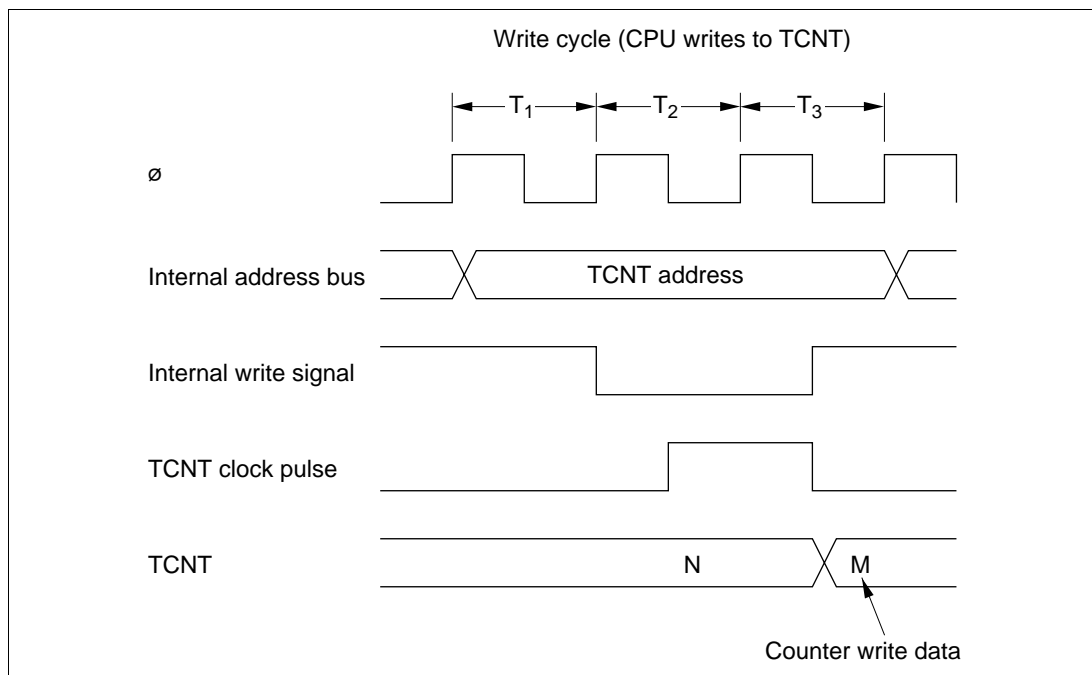 Write cycle (CPU writes to TCNT)
T1 T2 T3
ø
Internal address bus
TCNT address
Internal write signal
TCNT clock pulse
TCNT
N
M
Counter write data